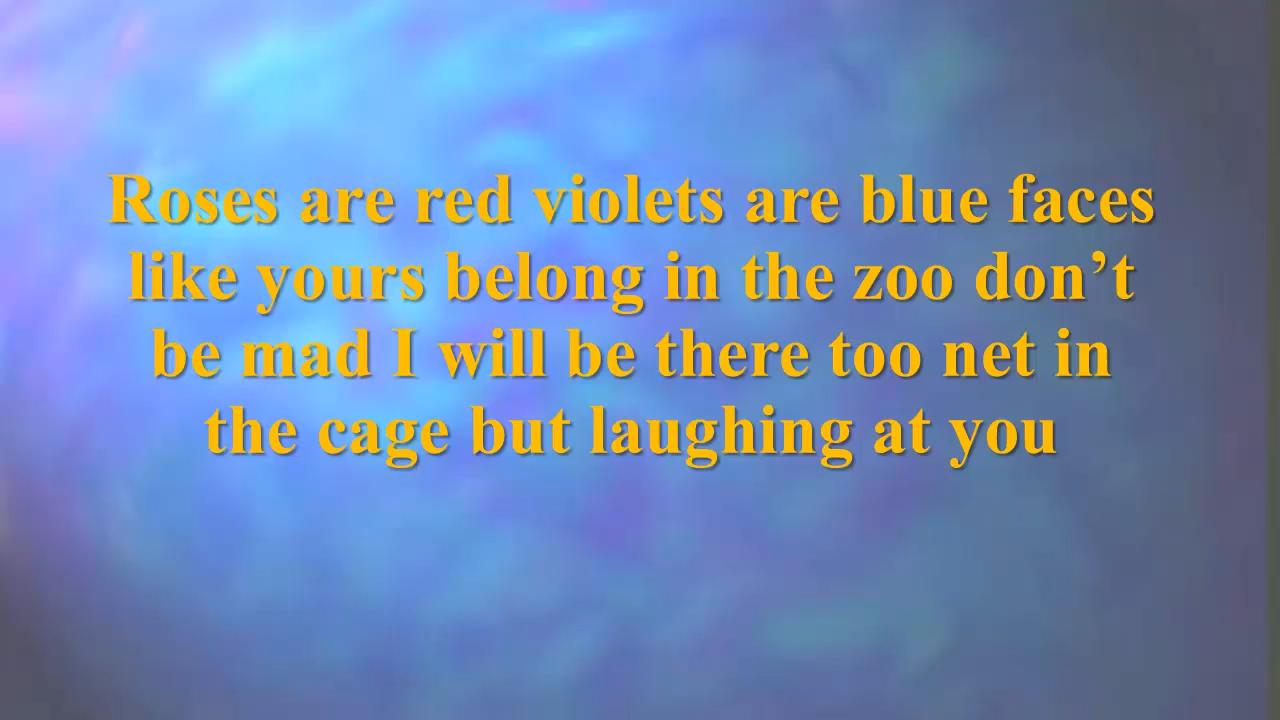 Roses are red violets are blue faces
like yours belong in the zoo don’t
be mad I will be there too net in
the cage but laughing at you